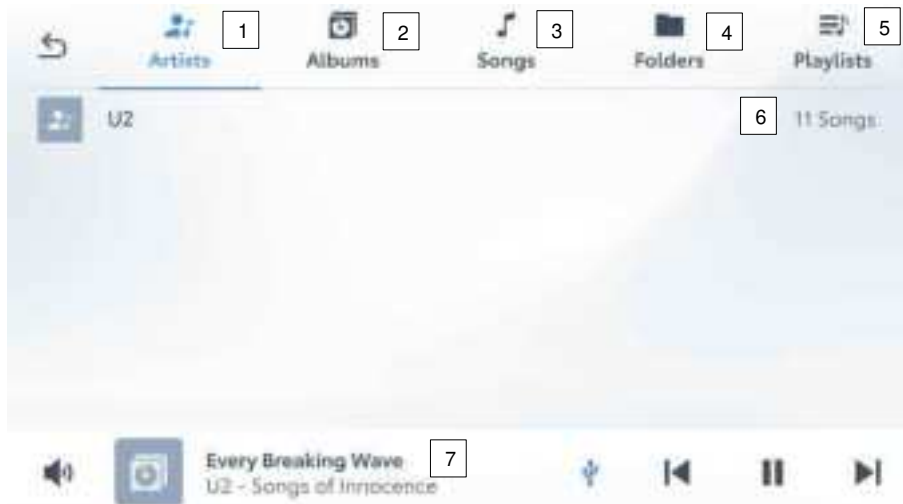 1 2 3 4 5
Artists Albums Songs Folders Playlists
U2 6 11 Songs
Every Breaking Wave 7
U2 - Songs of Innocence